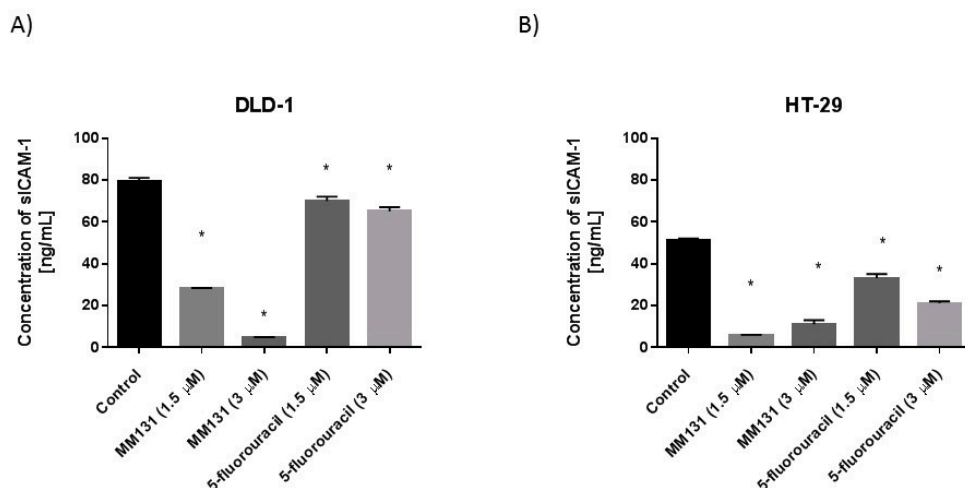 A)
B)
DLD-1
Concentration of sICAM-1
[ng/mL]
100
80
60
40
20
0
*
*
*
*
Control
MM131 (1.5 µM)
MM131 (3 µM)
5-fluorouracil (1.5 µM)
5-fluorouracil (3 µM)
HT-29
Concentration of sICAM-1
[ng/mL]
100
80
60
40
20
0
*
*
*
*
Control
MM131 (1.5 µM)
MM131 (3 µM)
5-fluorouracil (1.5 µM)
5-fluorouracil (3 µM)